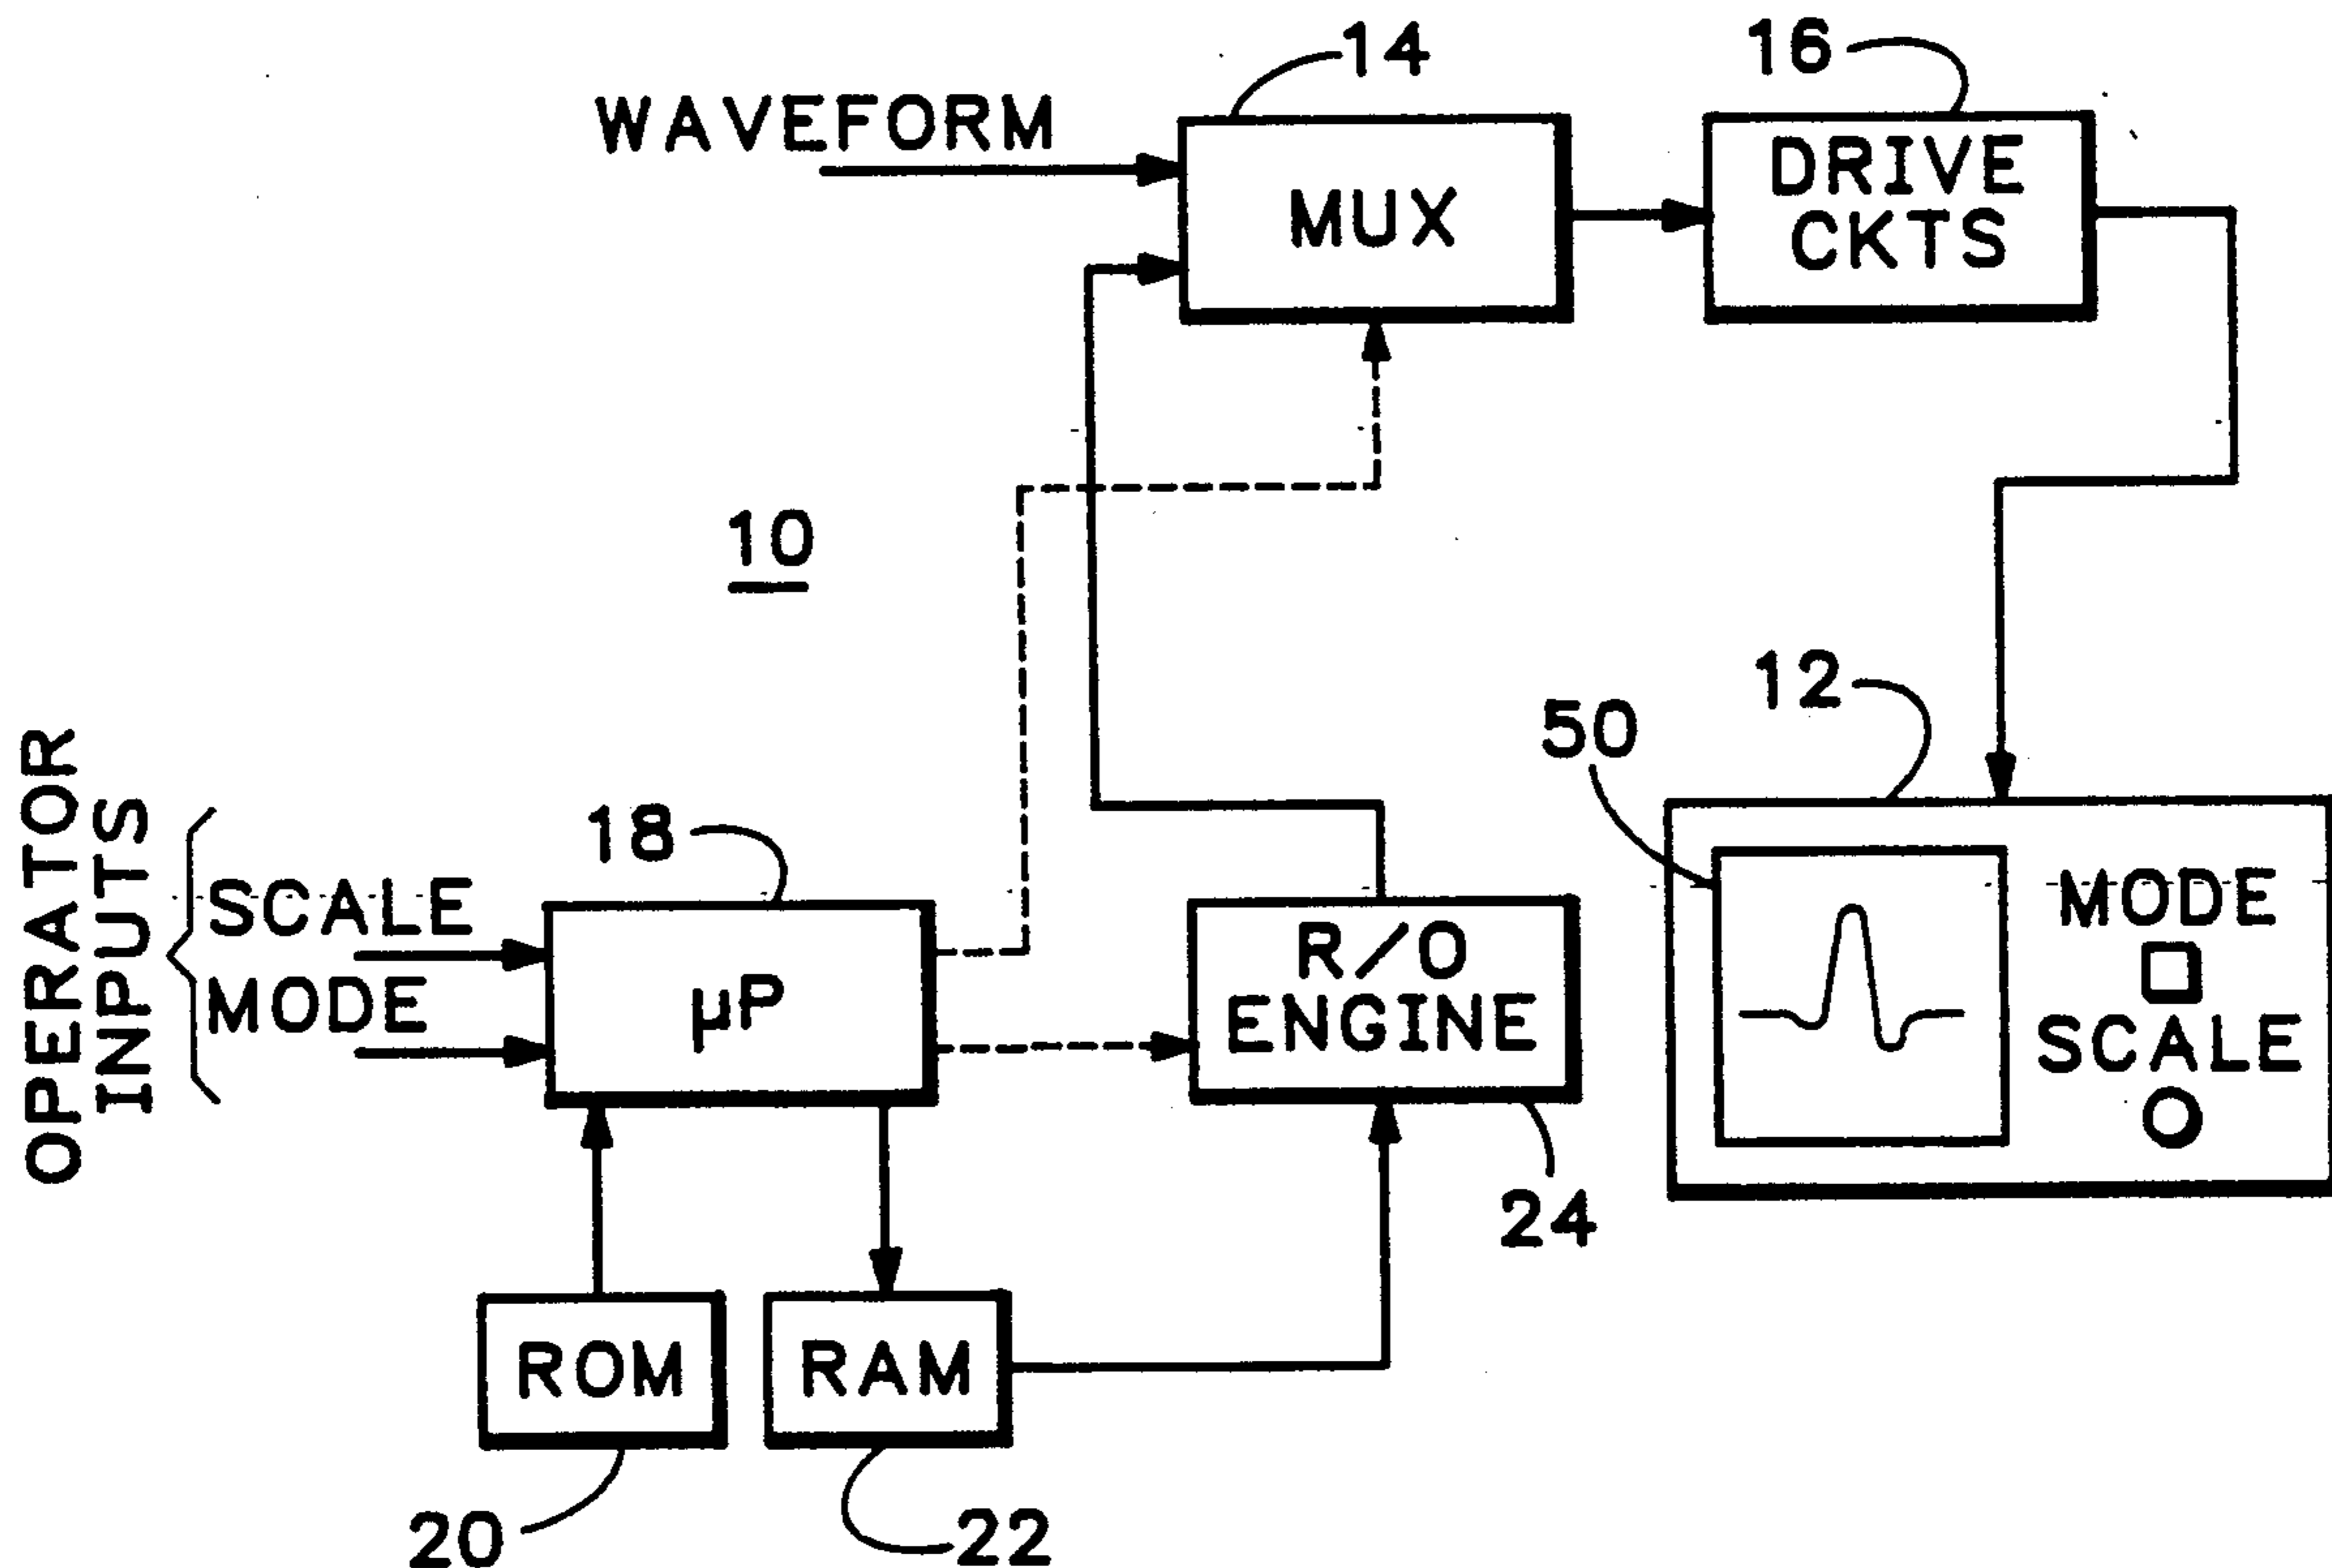 14
16
WAVEFORM
MUX
DRIVE
CKTS
10
12
50
OPERATOR
INPUTS
18
SCALE
MODE
µP
R/O
ENGINE
MODE
SCALE
24
ROM
RAM
20
22